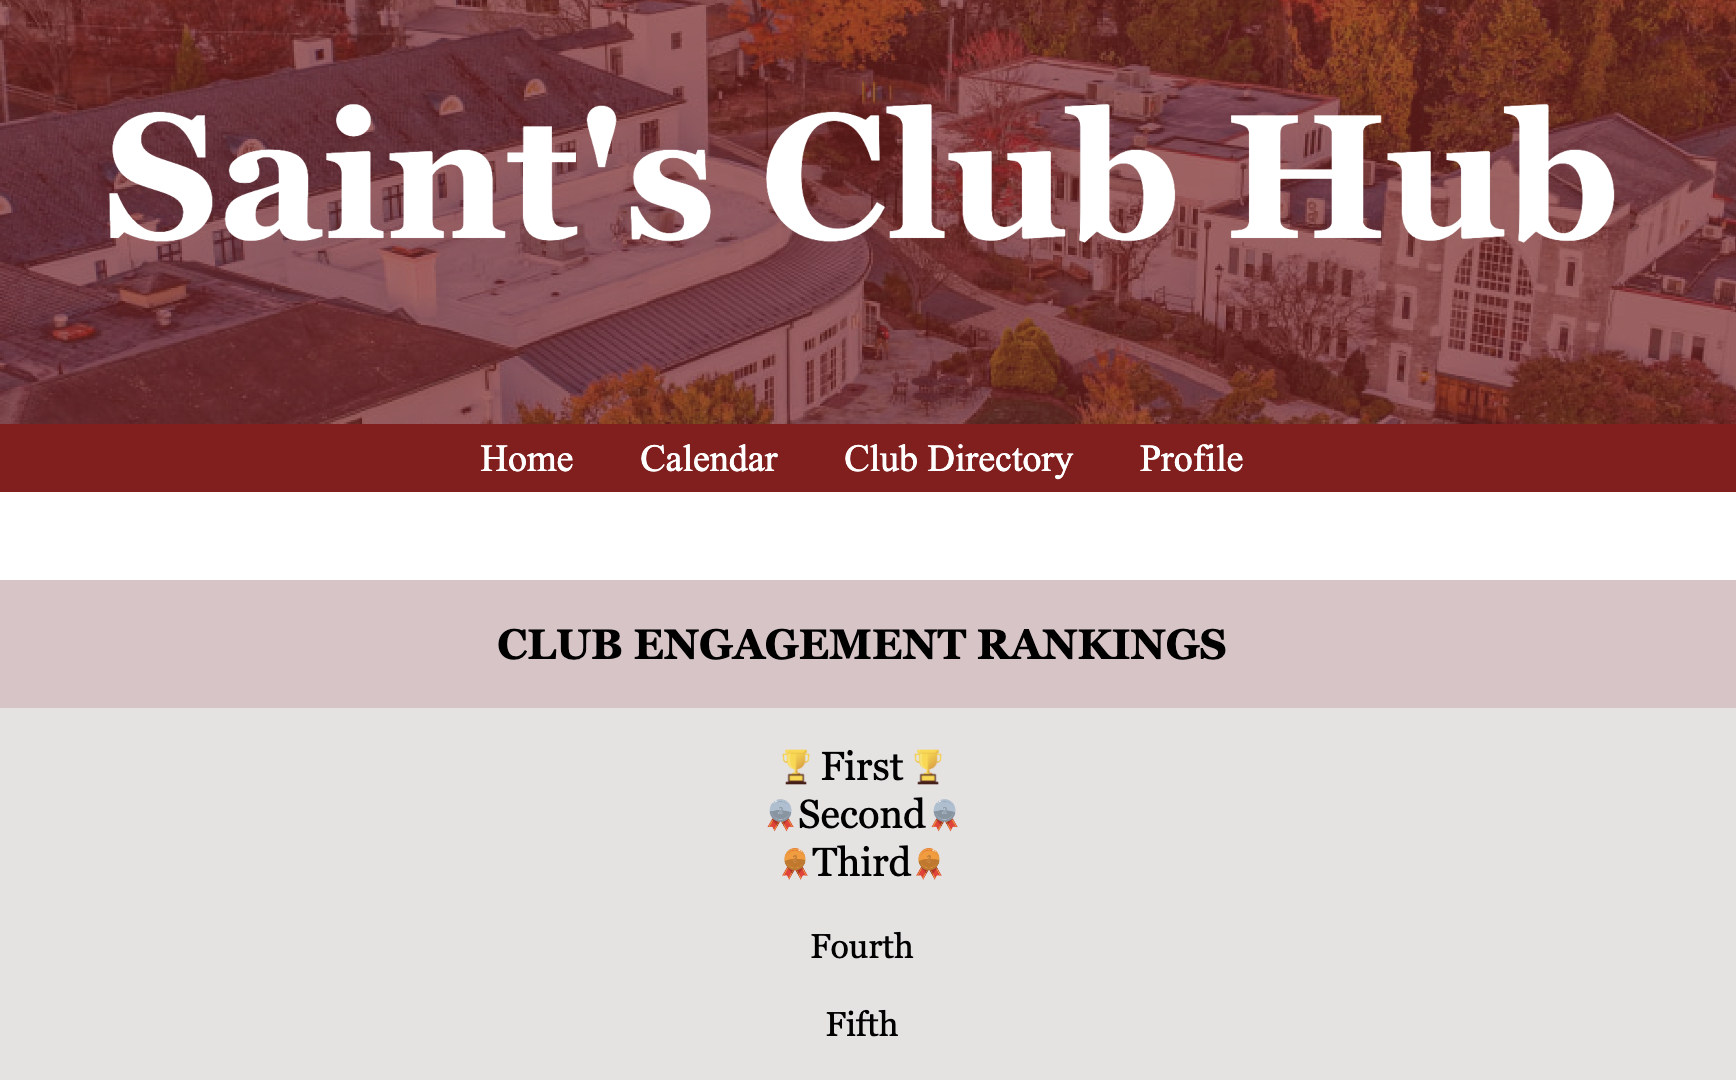 Saint's Club Hub
Home Calendar Club Directory Profile
CLUB ENGAGEMENT RANKINGS
🏆 First 🏆
🥈Second🥈
🥉Third🥉
Fourth
Fifth